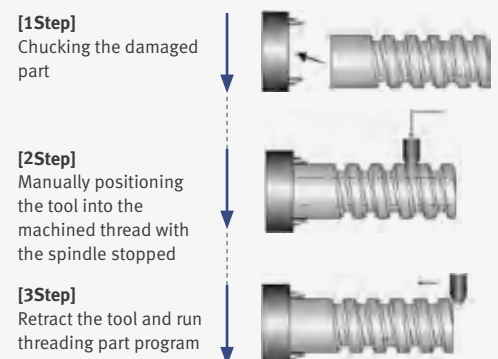 [1Step]
Chucking the damaged
part
[2Step]
Manually positioning
the tool into the
machined thread with
the spindle stopped
[3Step]
Retract the tool and run
threading part program